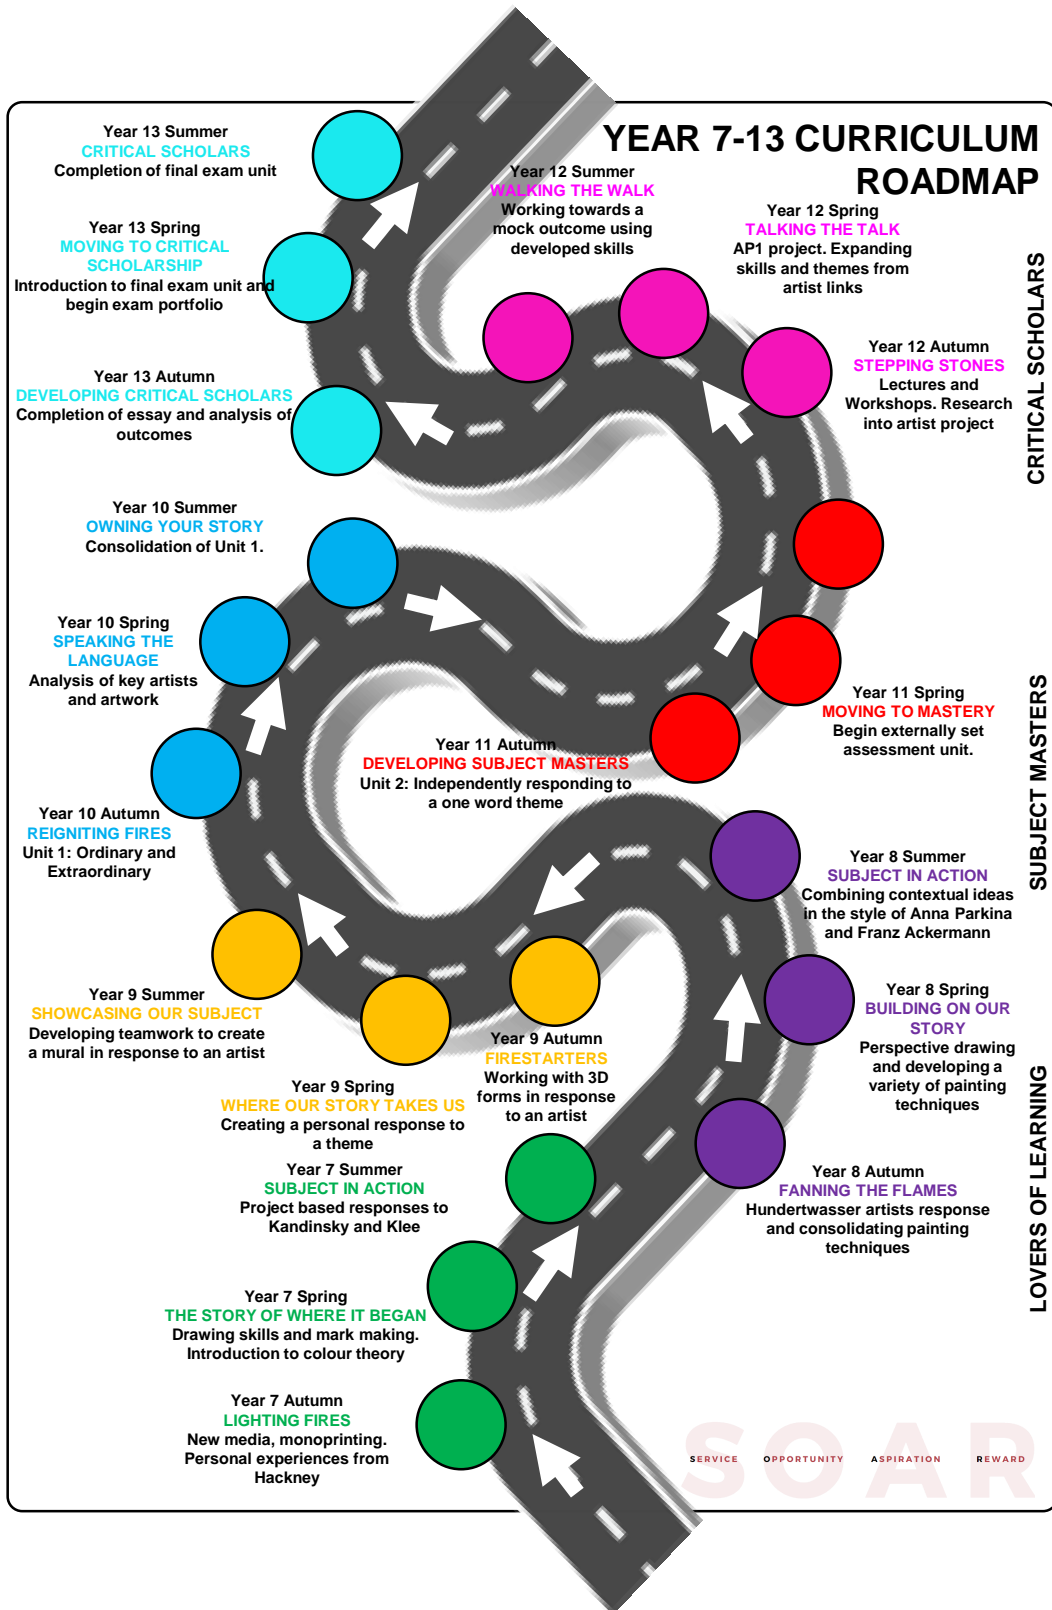 YEAR 7-13 CURRICULUM
ROADMAP
Year 13 Summer
CRITICAL SCHOLARS
Completion of final exam unit
Year 12 Summer
WALKING THE WALK
Working towards a
mock outcome using
developed skills
Year 12 Spring
TALKING THE TALK
AP1 project. Expanding
skills and themes from
artist links
Year 13 Spring
MOVING TO CRITICAL
SCHOLARSHIP
Introduction to final exam unit and
begin exam portfolio
Year 12 Autumn
STEPPING STONES
Lectures and
Workshops. Research
into artist project
CRITICAL SCHOLARS
Year 13 Autumn
DEVELOPING CRITICAL SCHOLARS
Completion of essay and analysis of
outcomes
Year 10 Summer
OWNING YOUR STORY
Consolidation of Unit 1.
Year 10 Spring
SPEAKING THE
LANGUAGE
Analysis of key artists
and artwork
Year 11 Spring
MOVING TO MASTERY
Begin externally set
assessment unit.
SUBJECT MASTERS
Year 11 Autumn
DEVELOPING SUBJECT MASTERS
Unit 2: Independently responding to
a one word theme
Year 10 Autumn
REIGNITING FIRES
Unit 1: Ordinary and
Extraordinary
Year 8 Summer
SUBJECT IN ACTION
Combining contextual ideas
in the style of Anna Parkina
and Franz Ackermann
Year 9 Summer
SHOWCASING OUR SUBJECT
Developing teamwork to create
a mural in response to an artist
Year 8 Spring
BUILDING ON OUR
STORY
Perspective drawing
and developing a
variety of painting
techniques
Year 9 Autumn
FIRESTARTERS
Working with 3D
forms in response
to an artist
Year 9 Spring
WHERE OUR STORY TAKES US
Creating a personal response to
a theme
LOVERS OF LEARNING
Year 7 Summer
SUBJECT IN ACTION
Project based responses to
Kandinsky and Klee
Year 8 Autumn
FANNING THE FLAMES
Hundertwasser artists response
and consolidating painting
techniques
Year 7 Spring
THE STORY OF WHERE IT BEGAN
Drawing skills and mark making.
Introduction to colour theory
Year 7 Autumn
LIGHTING FIRES
New media, monoprinting.
Personal experiences from
Hackney
SOAR
SERVICE OPPORTUNITY ASPIRATION REWARD